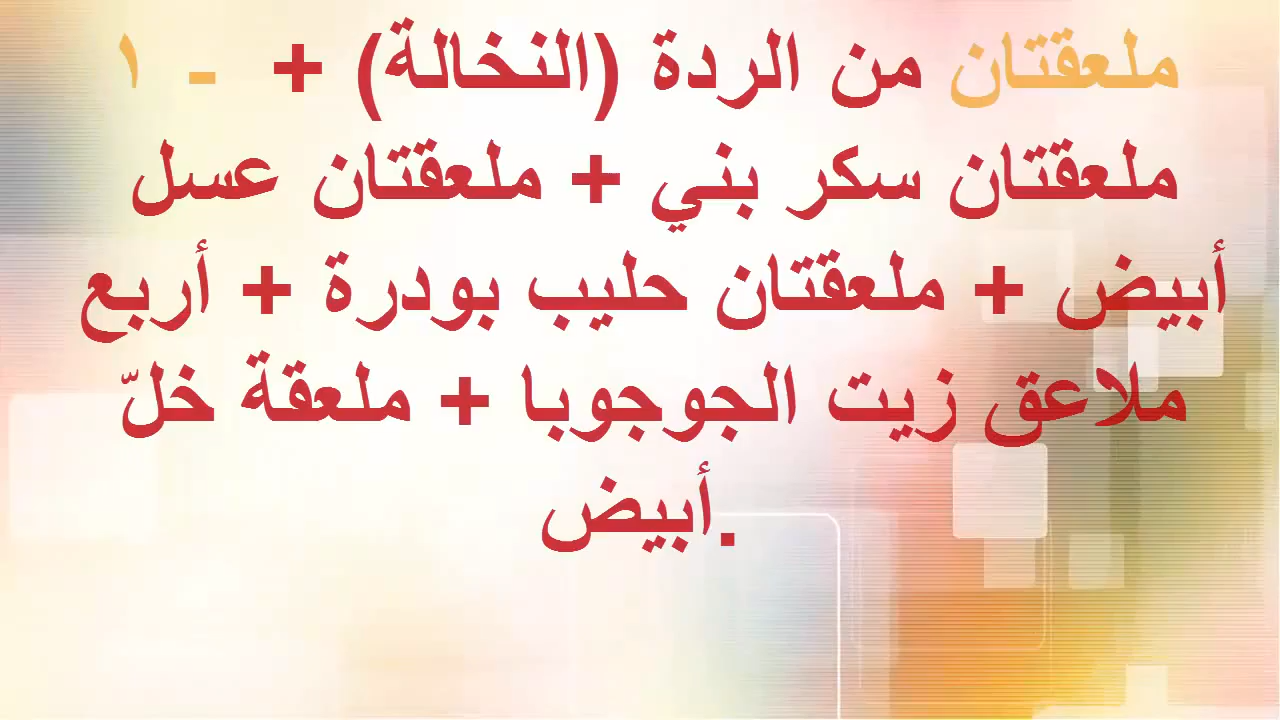 ملعقتان من الردة (النخالة) + - ١
ملعقتان سكر بني + ملعقتان عسل
أبيض + ملعقتان حليب بودرة + أربع
ملاعق زيت الجوجوبا + ملعقة خلّ
.أبيض